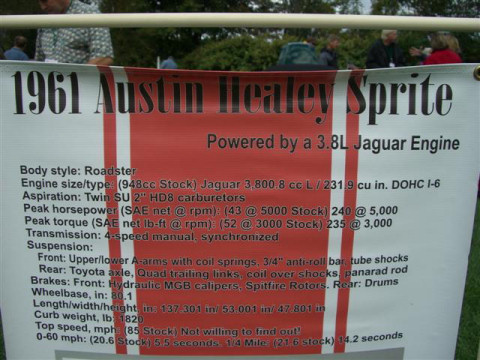 1961 Austin Healey Sprite
Powered by a 3.8L Jaguar Engine
Body style: Roadster
Engine size/type: (948cc Stock) Jaguar 3,800.8 cc L / 231.9 cu in. DOHC I-6
Aspiration: Twin SU 2" HD8 carburetors
Peak horsepower (SAE net @ rpm): (43 @ 5000 Stock) 240 @ 5,000
Peak torque (SAE net lb-ft @ rpm): (52 @ 3000 Stock) 235 @ 3,000
Transmission: 4-speed manual, synchronized
Suspension:
Front: Upper/lower A-arms with coil springs, 3/4" anti-roll bar, tube shocks
Rear: Toyota axle, Quad trailing links, coil over shocks, panarad rod
Brakes: Front: Hydraulic MGB calipers, Spitfire Rotors. Rear: Drums
Wheelbase, in: 80.1
Length/width/height, in: 137.301 in/ 53.001 in/ 47.801 in
Curb weight, lb: 1820
Top speed, mph: (85 Stock) Not willing to find out!
0-60 mph: (20.6 Stock) 5.5 seconds. 1/4 Mile: (21.6 stock) 14.2 seconds